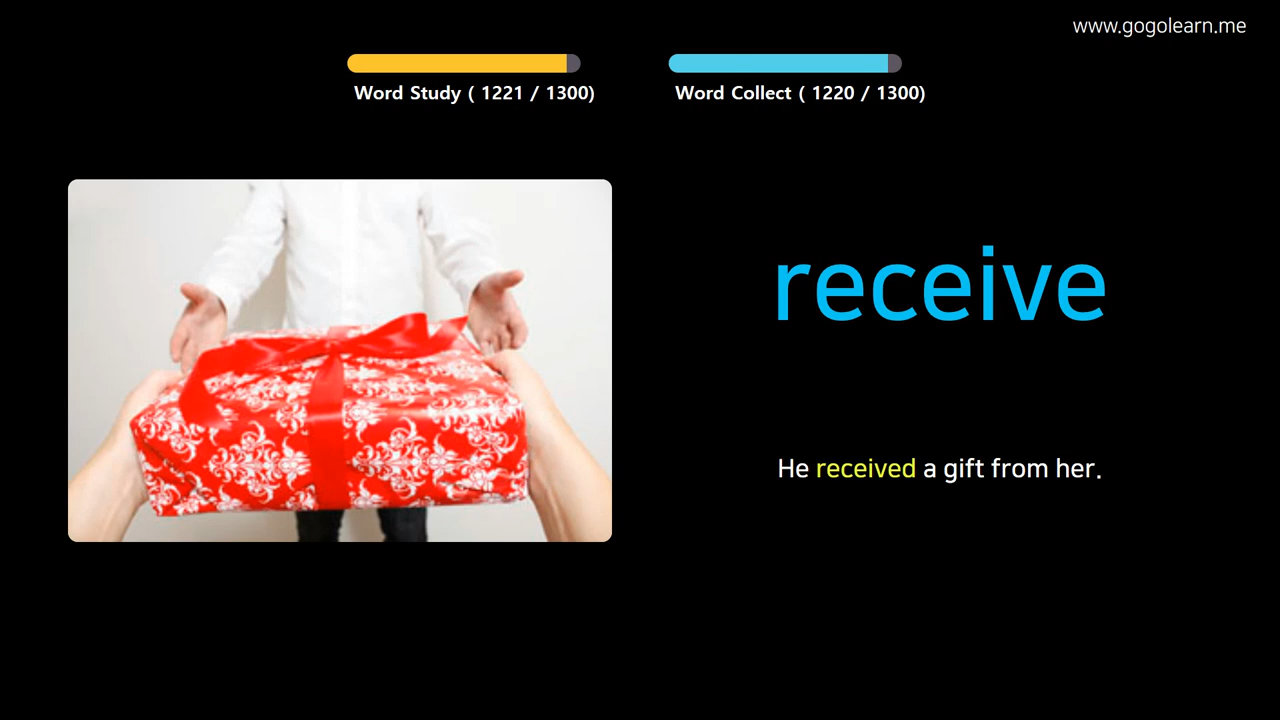 www.gogolearn.me
Word Study ( 1221 / 1300)
Word Collect ( 1220 / 1300)
receive
He received a gift from her.